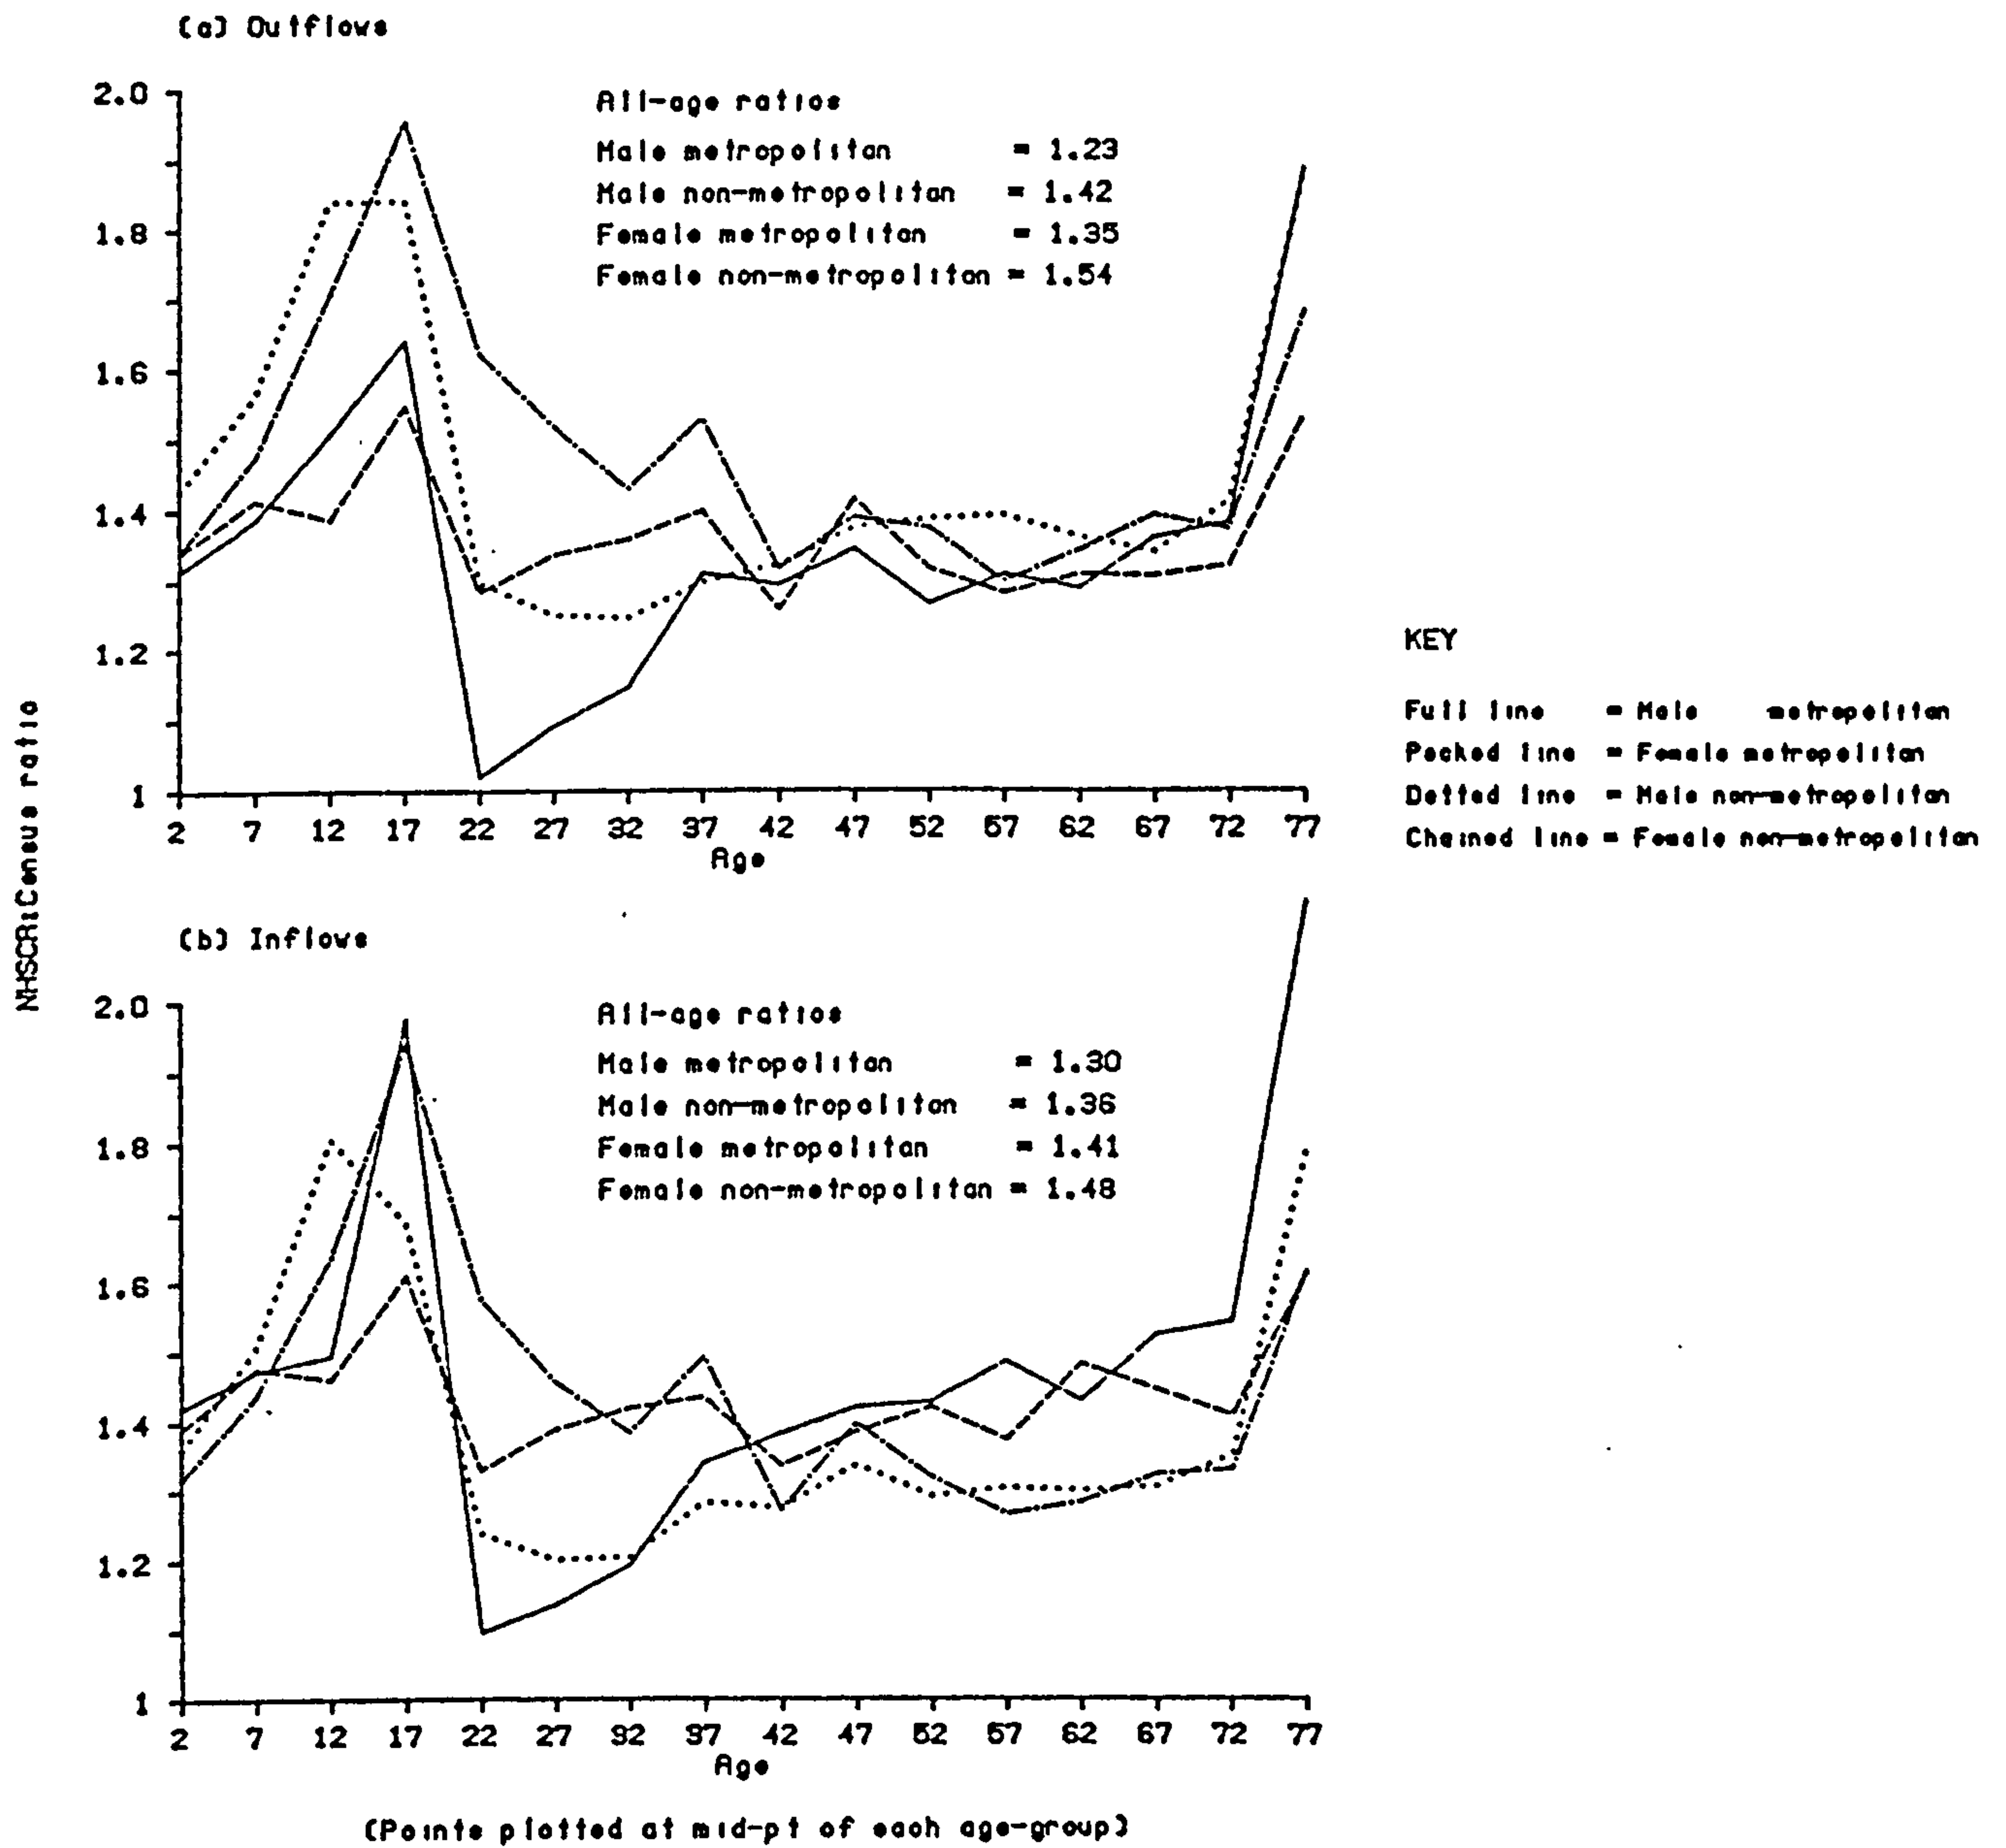 (a) Outflows
2.0
1.8
1.6
1.4
1.2
1
All-age ratios
Male metropolitan = 1.23
Male non-metropolitan = 1.42
Female metropolitan = 1.35
Female non-metropolitan = 1.54
2 7 12 17 22 27 32 37 42 47 52 57 62 67 72 77
Age
KEY
Full line = Male metropolitan
Pecked line = Female metropolitan
Dotted line = Male non-metropolitan
Chained line = Female non-metropolitan
NHSCR:Census ratio
(b) Inflows
2.0
1.8
1.6
1.4
1.2
1
All-age ratios
Male metropolitan = 1.30
Male non-metropolitan = 1.36
Female metropolitan = 1.41
Female non-metropolitan = 1.48
2 7 12 17 22 27 32 37 42 47 52 57 62 67 72 77
Age
(Points plotted at mid-pt of each age-group)